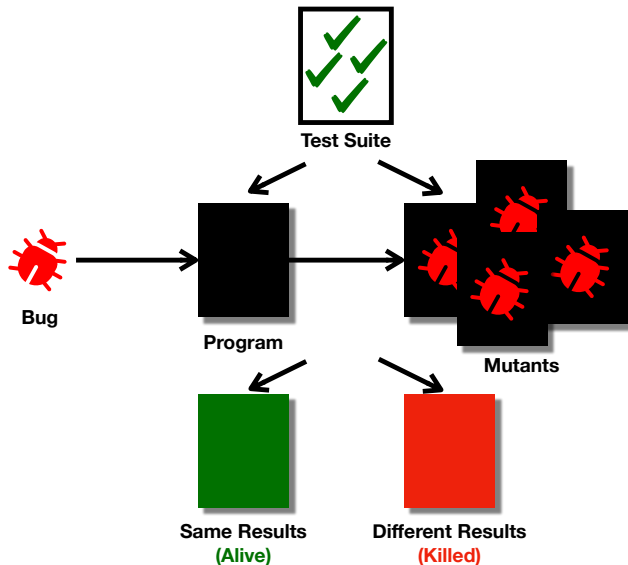 Test Suite
Bug
Program
Mutants
Same Results
(Alive)
Different Results
(Killed)